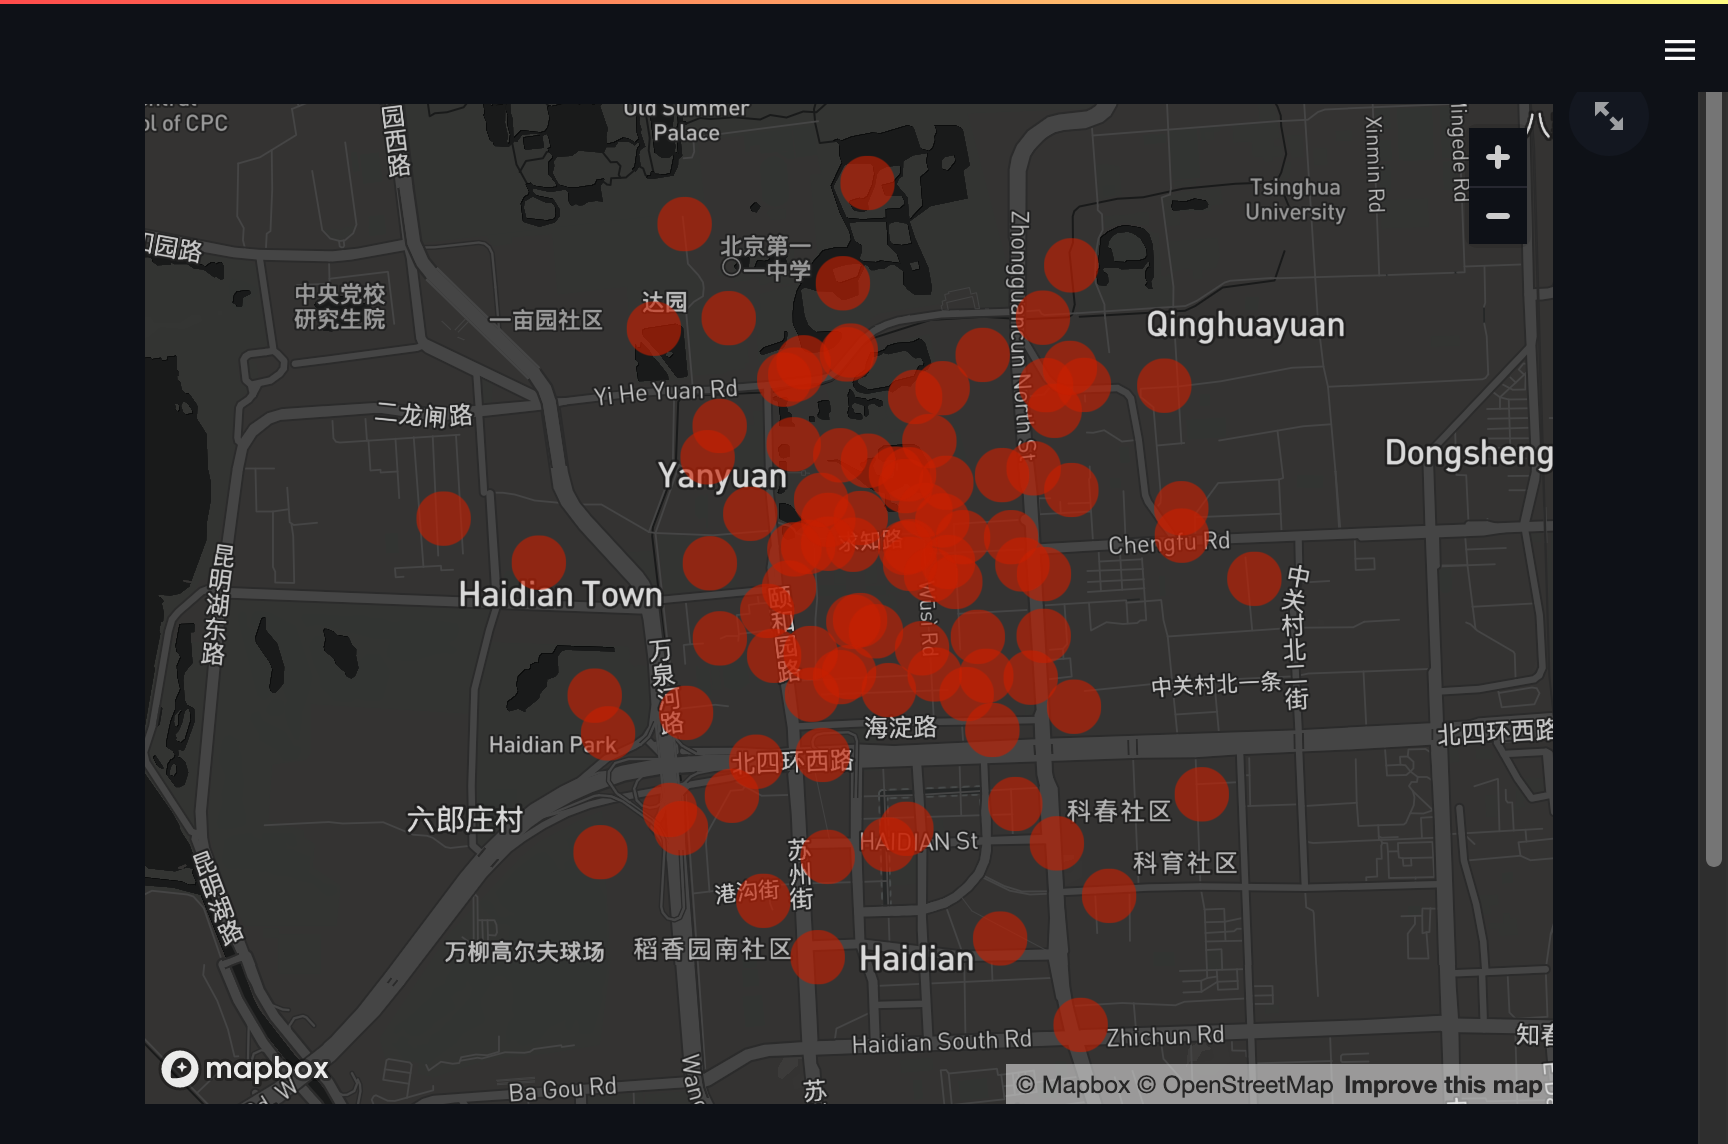 Old Summer
Palace
ol of CPC
园西路
Xinmin Rd
Mingede Rd
八
Tsinghua
University
四园路
北京第一
一中学
Zhongguancun North St
中央党校
研究生院
一亩园社区
达园
Qinghuayuan
Yi He Yuan Rd
二龙闸路
Dongsheng
Yanyuan
求知路
Chengfu Rd
昆明湖东路
Haidian Town
颐和园路
Wusi Rd
中关村北二街
万泉河路
中关村北一条
海淀路
北四环西路
Haidian Park
北四环西路
六郎庄村
科春社区
HAIDIAN St
苏州街
科育社区
昆明湖路
港沟街
万柳高尔夫球场
稻香园南社区
Haidian
Haidian South Rd
Zhichun Rd
知春
mapbox
Ba Gou Rd
苏
© Mapbox © OpenStreetMap Improve this map